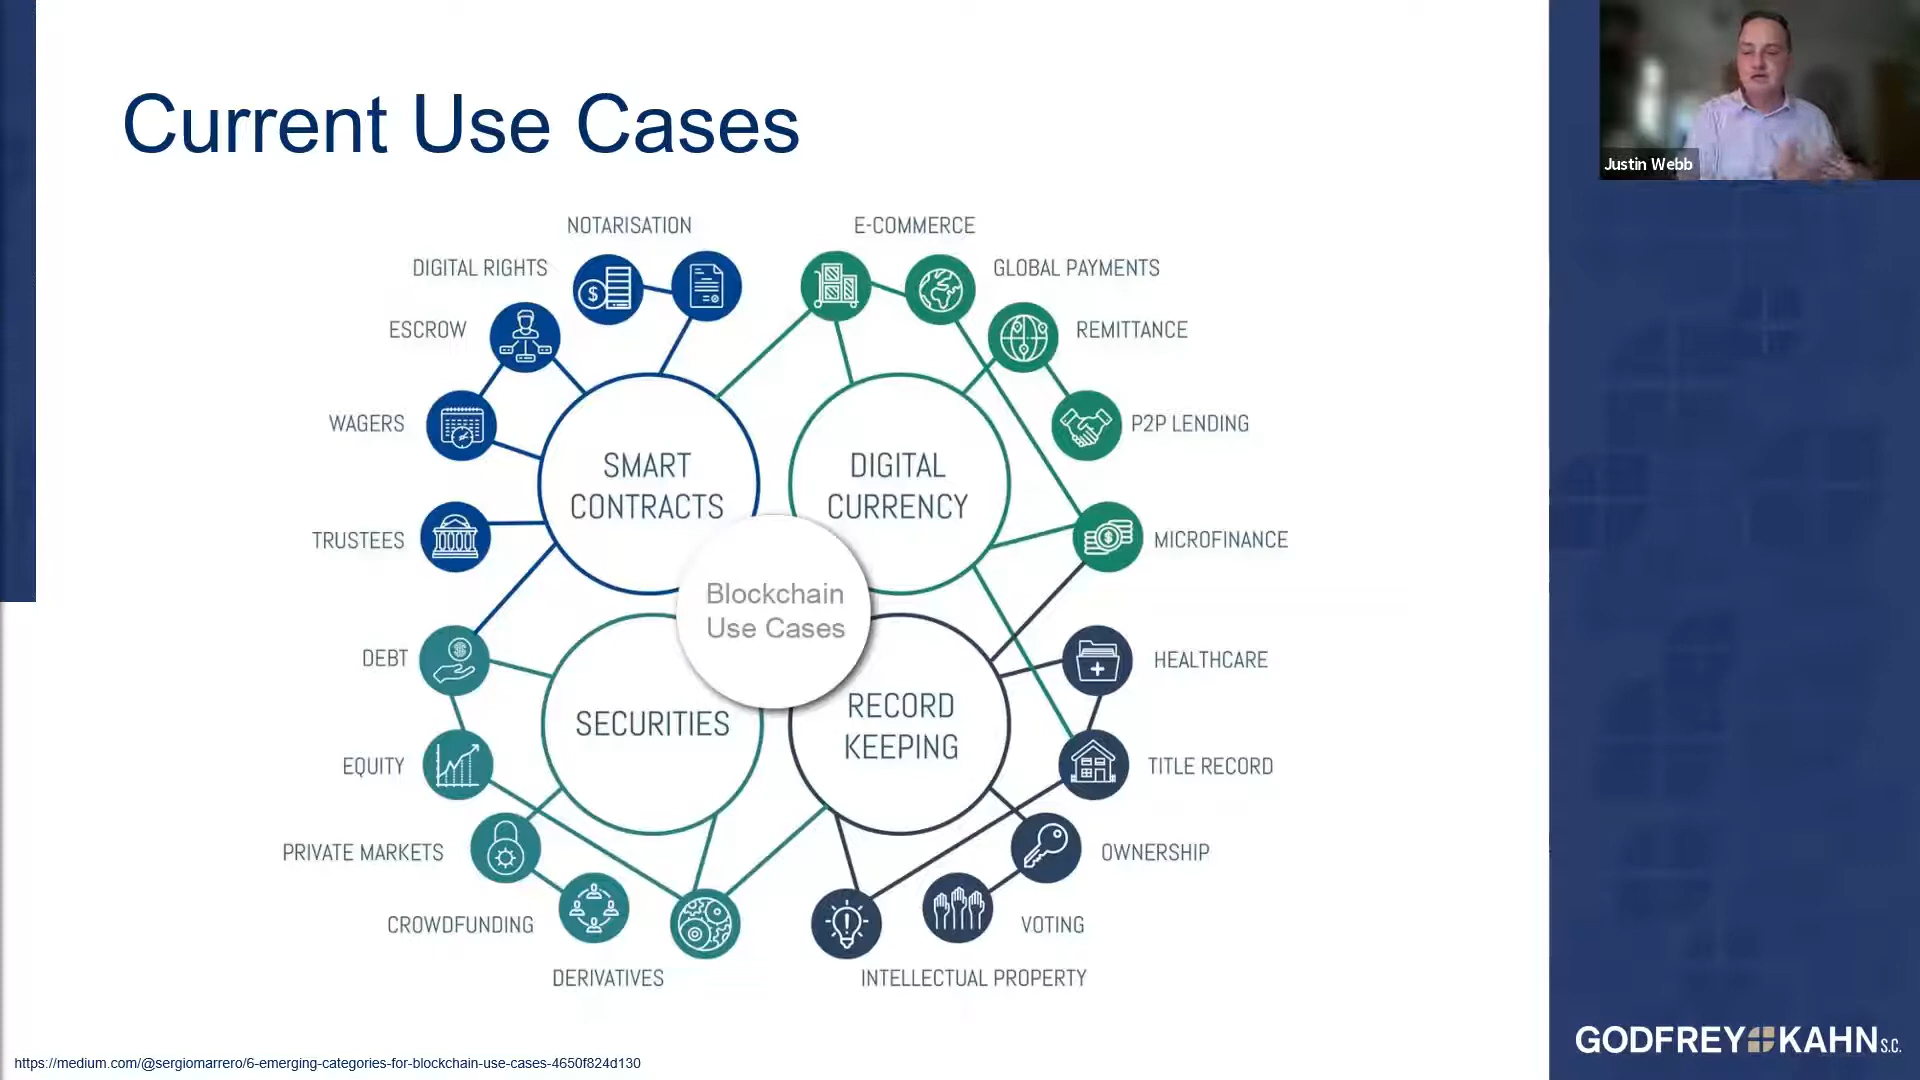 Current Use Cases
Justin Webb
NOTARISATION
E-COMMERCE
DIGITAL RIGHTS
GLOBAL PAYMENTS
ESCROW
REMITTANCE
WAGERS
P2P LENDING
SMART
CONTRACTS
DIGITAL
CURRENCY
TRUSTEES
MICROFINANCE
Blockchain
Use Cases
DEBT
HEALTHCARE
SECURITIES
RECORD
KEEPING
EQUITY
TITLE RECORD
PRIVATE MARKETS
OWNERSHIP
CROWDFUNDING
VOTING
DERIVATIVES
INTELLECTUAL PROPERTY
GODFREY KAHN S.C.
https://medium.com/@sergiomarrero/6-emerging-categories-for-blockchain-use-cases-4650f824d130